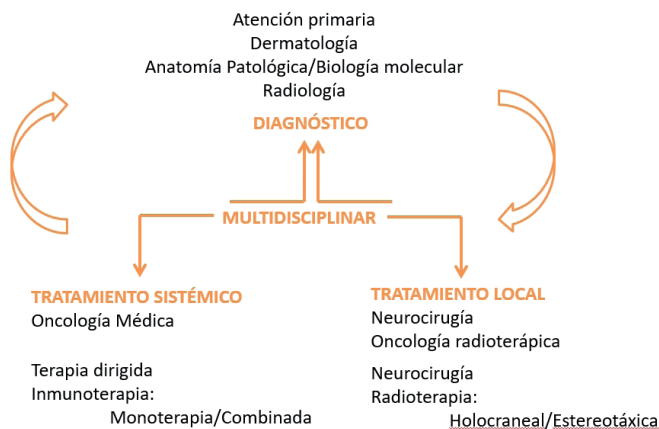 Atención primaria
Dermatología
Anatomía Patológica/Biología molecular
Radiología
DIAGNÓSTICO
MULTIDISCIPLINAR
TRATAMIENTO SISTÉMICO
Oncología Médica
Terapia dirigida
Inmunoterapia:
Monoterapia/Combinada
TRATAMIENTO LOCAL
Neurocirugía
Oncología radioterápica
Neurocirugía
Radioterapia:
Holocraneal/Estereotáxica